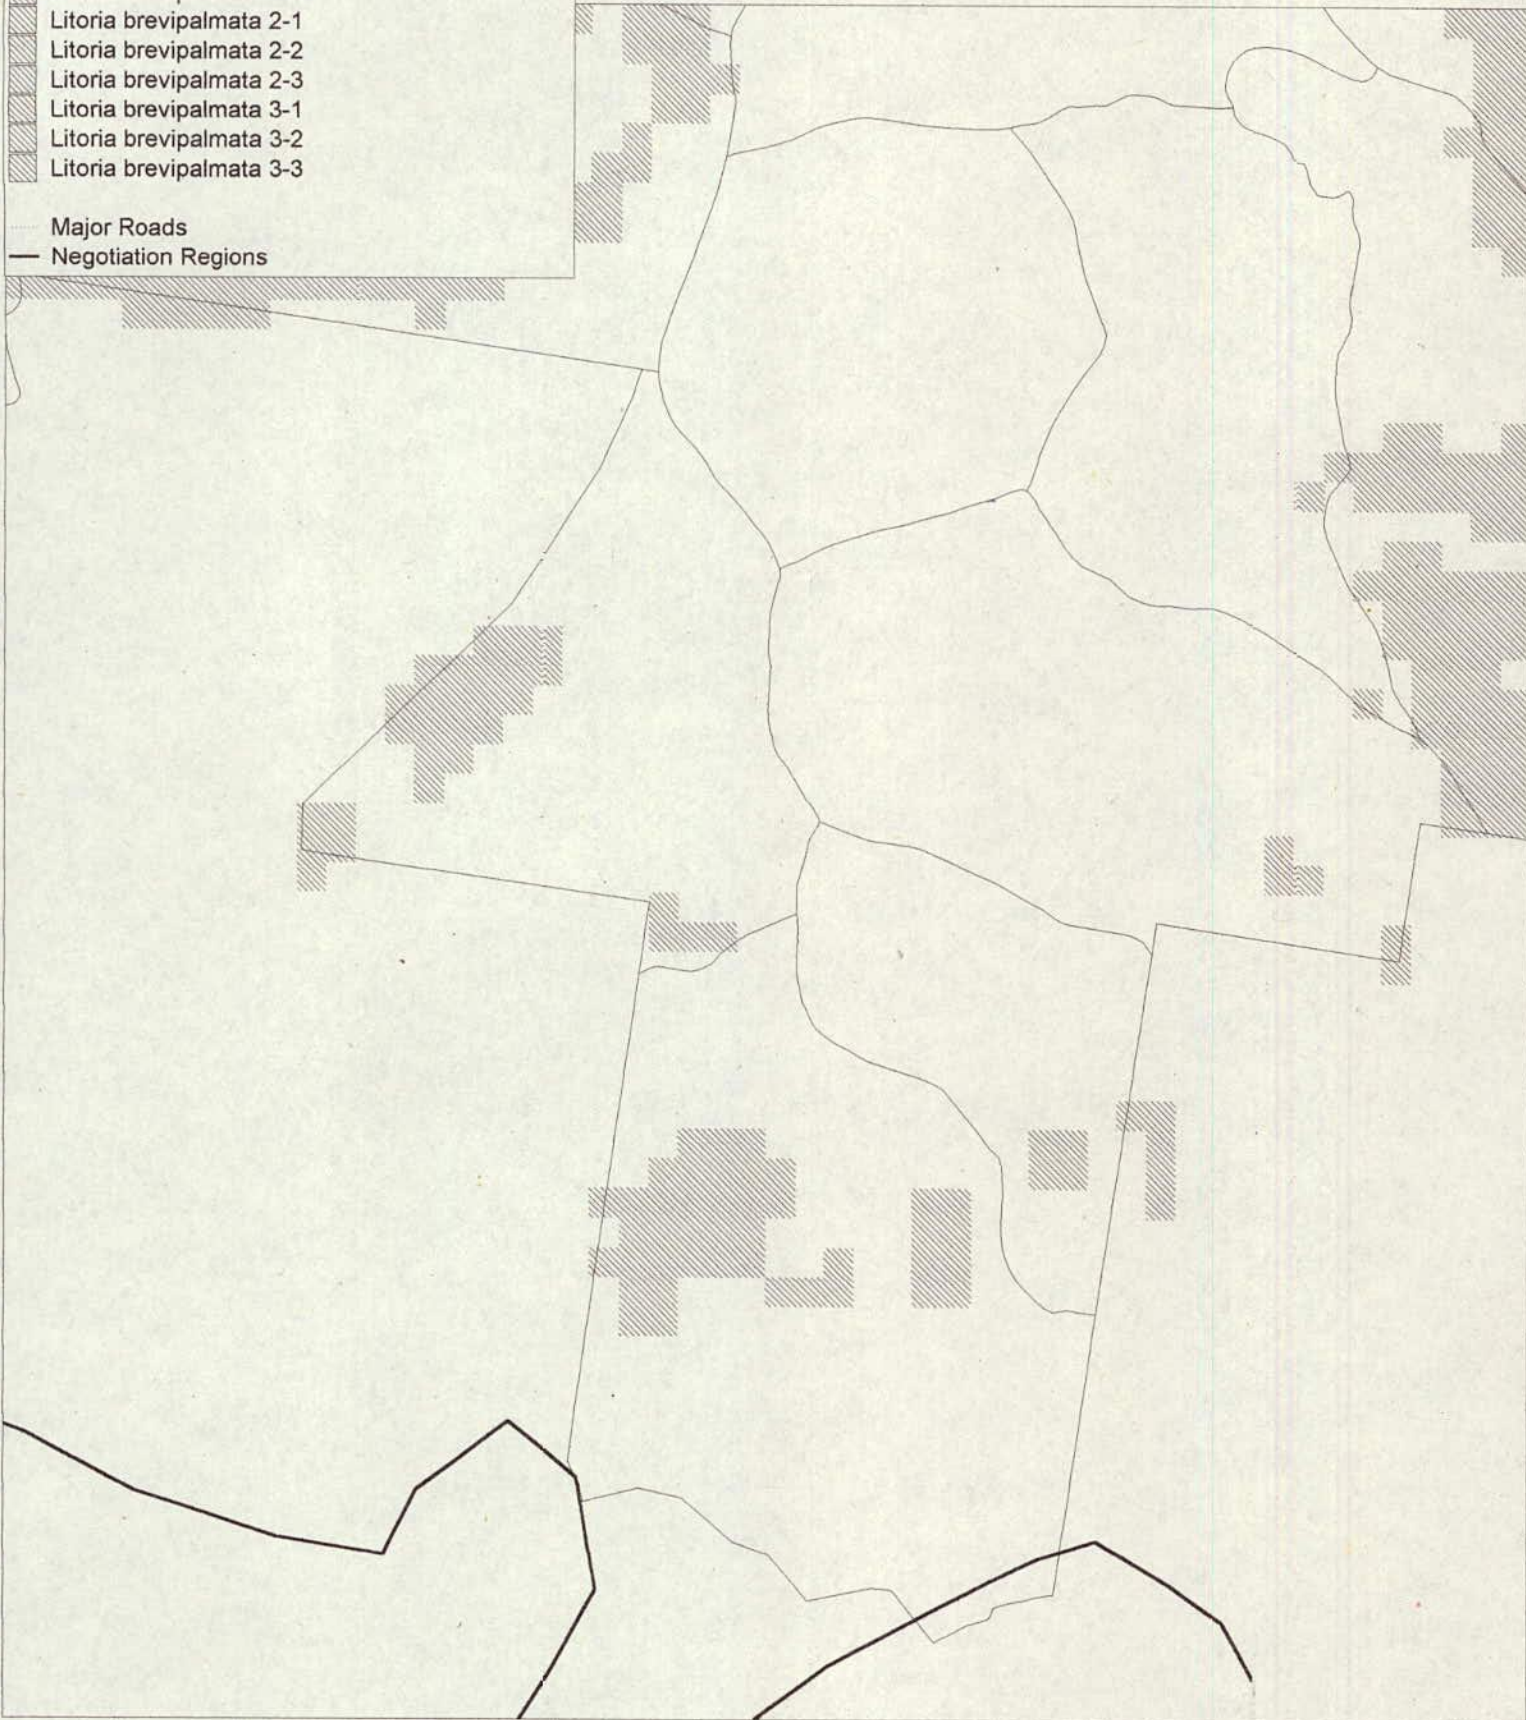 Litoria brevipalmata 2-1
Litoria brevipalmata 2-2
Litoria brevipalmata 2-3
Litoria brevipalmata 3-1
Litoria brevipalmata 3-2
Litoria brevipalmata 3-3
Major Roads
Negotiation Regions